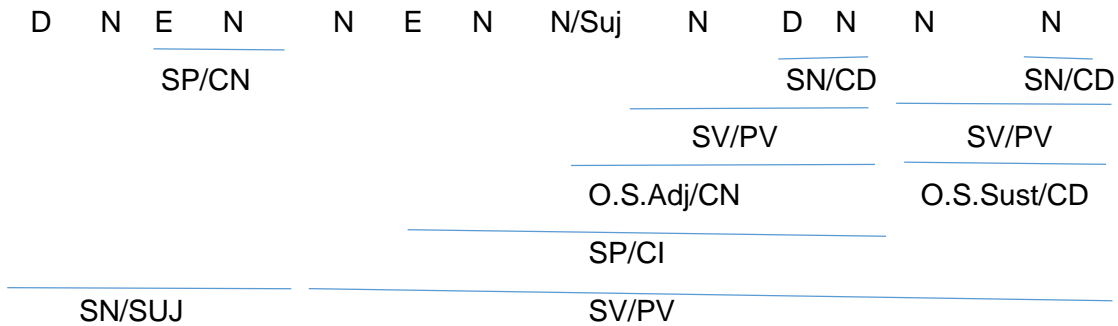 D N E N N E N N/Suj N D N N N
SP/CN SN/CD SN/CD
SV/PV SV/PV
O.S.Adj/CN O.S.Sust/CD
SP/CI
SN/SUJ SV/PV